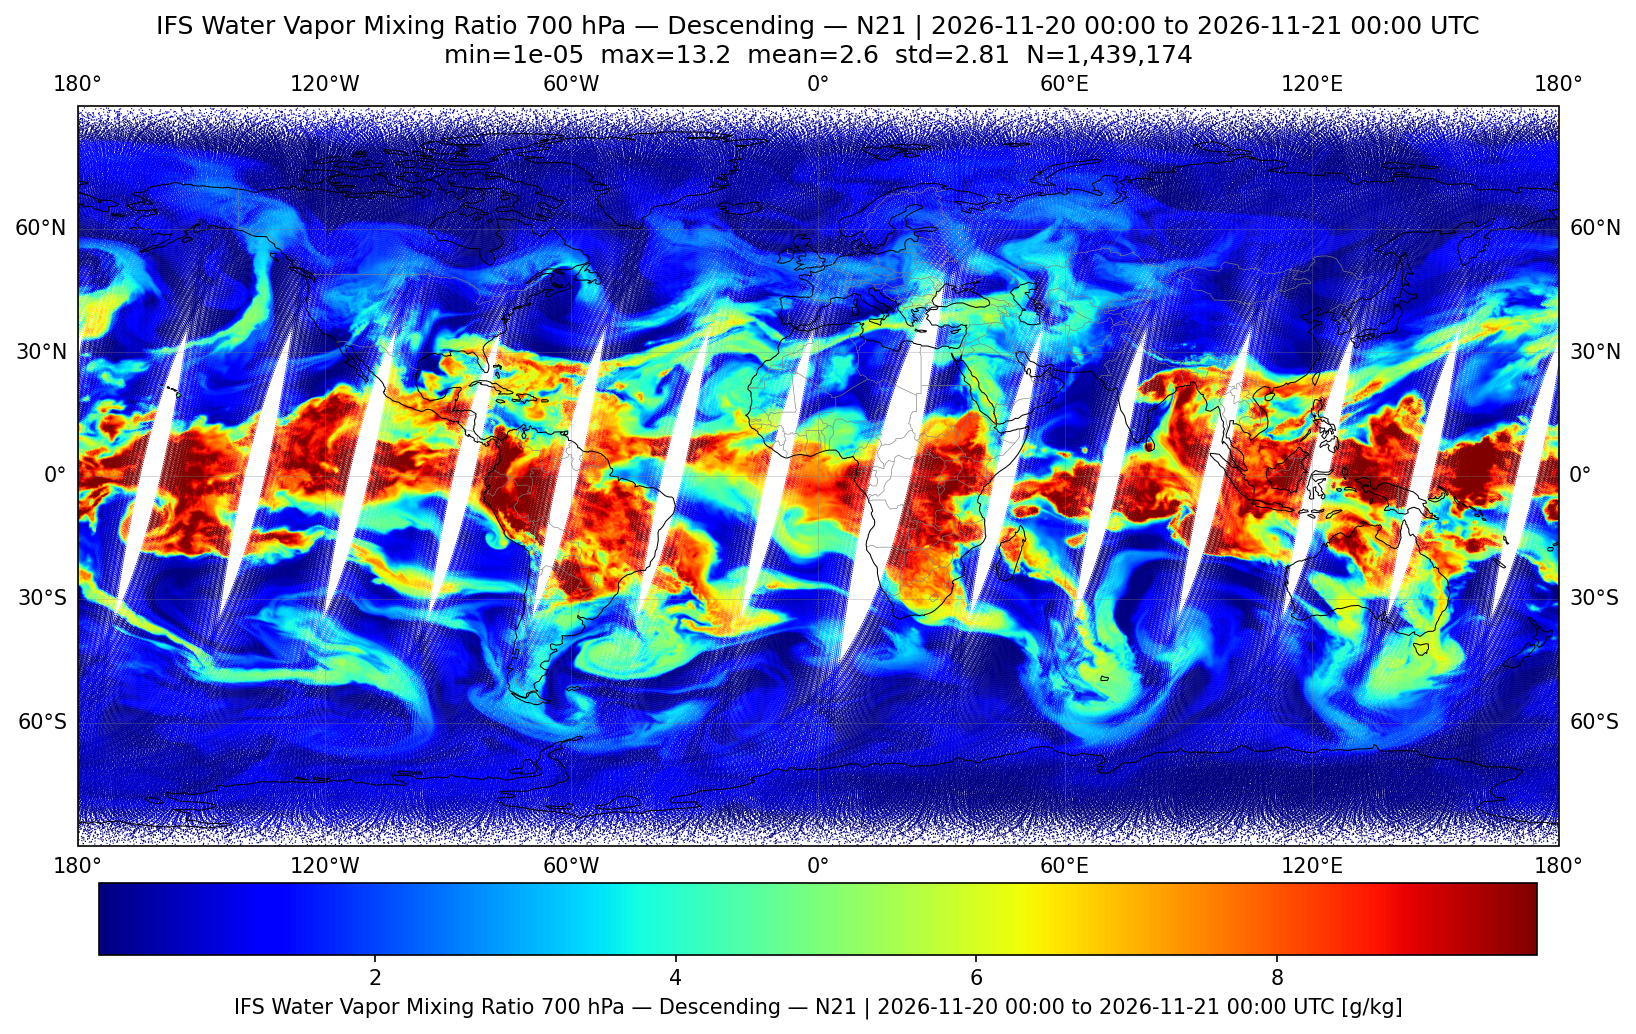 IFS Water Vapor Mixing Ratio 700 hPa — Descending — N21 | 2026-11-20 00:00 to 2026-11-21 00:00 UTC
min=1e-05  max=13.2  mean=2.6  std=2.81  N=1,439,174
180° 120°W 60°W 0° 60°E 120°E 180°
60°N 60°N
30°N 30°N
0° 0°
30°S 30°S
60°S 60°S
180° 120°W 60°W 0° 60°E 120°E 180°
2 4 6 8
IFS Water Vapor Mixing Ratio 700 hPa — Descending — N21 | 2026-11-20 00:00 to 2026-11-21 00:00 UTC [g/kg]